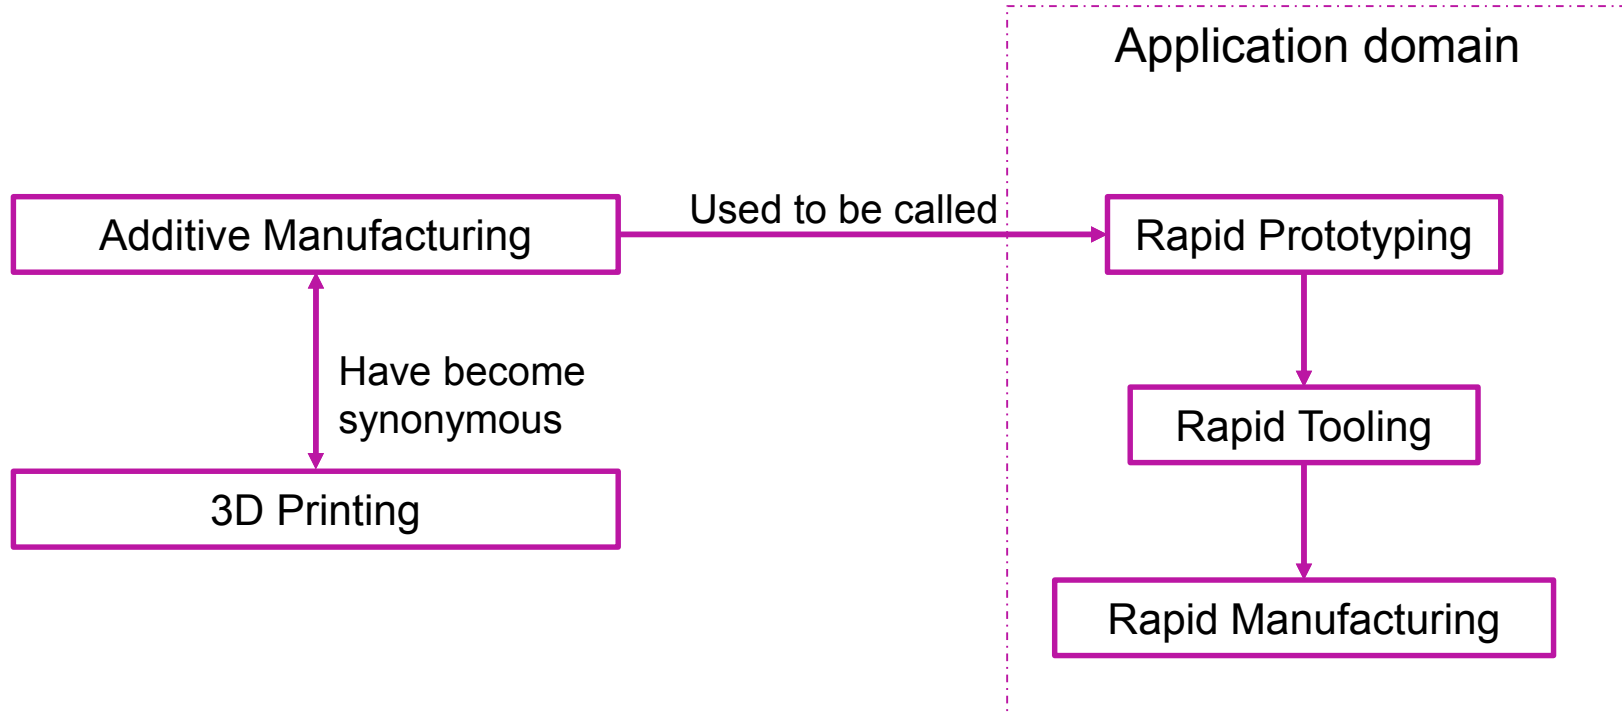 Application domain
Used to be called
Additive Manufacturing
Rapid Prototyping
Have become
synonymous
Rapid Tooling
3D Printing
Rapid Manufacturing